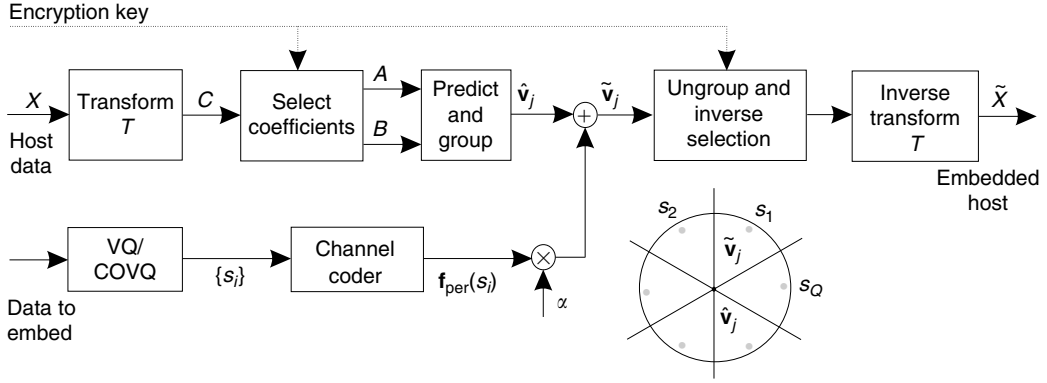 Encryption key
X
Host
data
Transform
T
C
Select
coefficients
A
B
Predict
and
group
v̂j
+
ṽj
Ungroup and
inverse
selection
Inverse
transform
T
X̃
Embedded
host
Data to
embed
VQ/
COVQ
{si}
Channel
coder
fper(si)
×
α
s2
s1
ṽj
sQ
v̂j